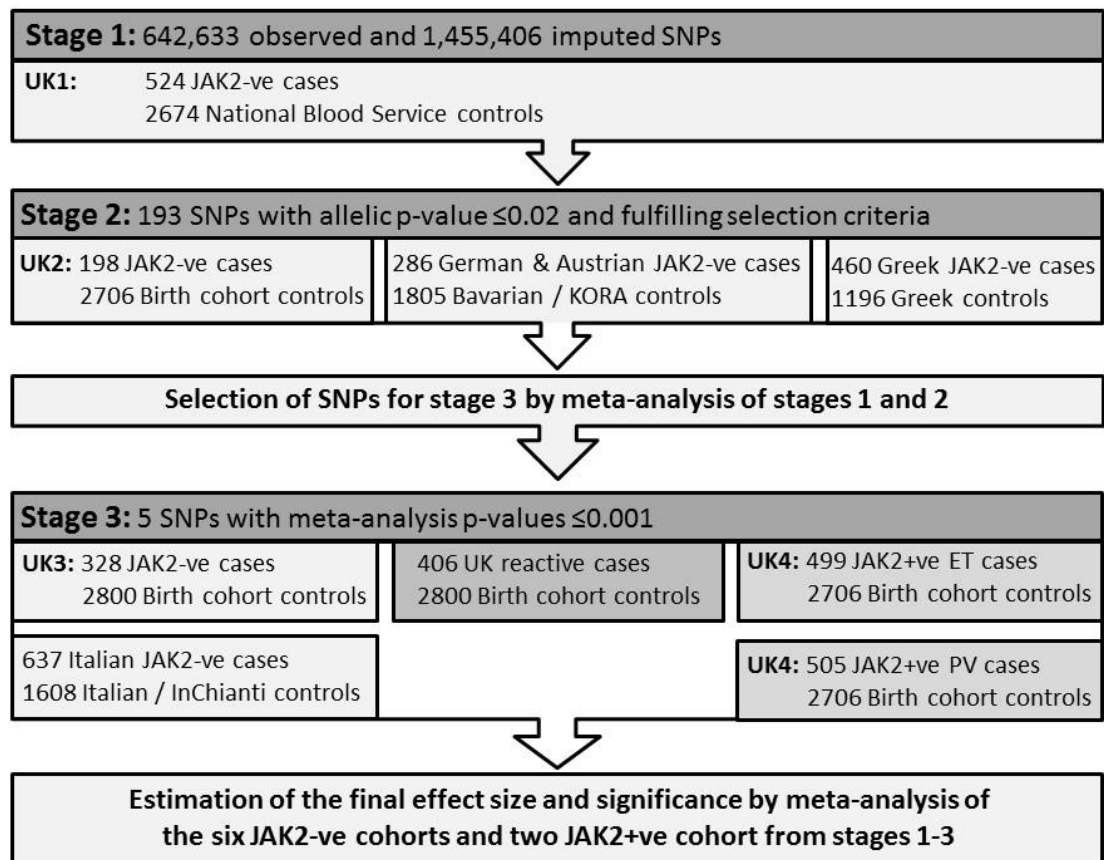 Stage 1: 642,633 observed and 1,455,406 imputed SNPs
UK1: 524 JAK2-ve cases
2674 National Blood Service controls
Stage 2: 193 SNPs with allelic p-value ≤0.02 and fulfilling selection criteria
UK2: 198 JAK2-ve cases
2706 Birth cohort controls
286 German & Austrian JAK2-ve cases
1805 Bavarian / KORA controls
460 Greek JAK2-ve cases
1196 Greek controls
Selection of SNPs for stage 3 by meta-analysis of stages 1 and 2
Stage 3: 5 SNPs with meta-analysis p-values ≤0.001
UK3: 328 JAK2-ve cases
2800 Birth cohort controls
406 UK reactive cases
2800 Birth cohort controls
UK4: 499 JAK2+ve ET cases
2706 Birth cohort controls
637 Italian JAK2-ve cases
1608 Italian / InChianti controls
UK4: 505 JAK2+ve PV cases
2706 Birth cohort controls
Estimation of the final effect size and significance by meta-analysis of
the six JAK2-ve cohorts and two JAK2+ve cohort from stages 1-3